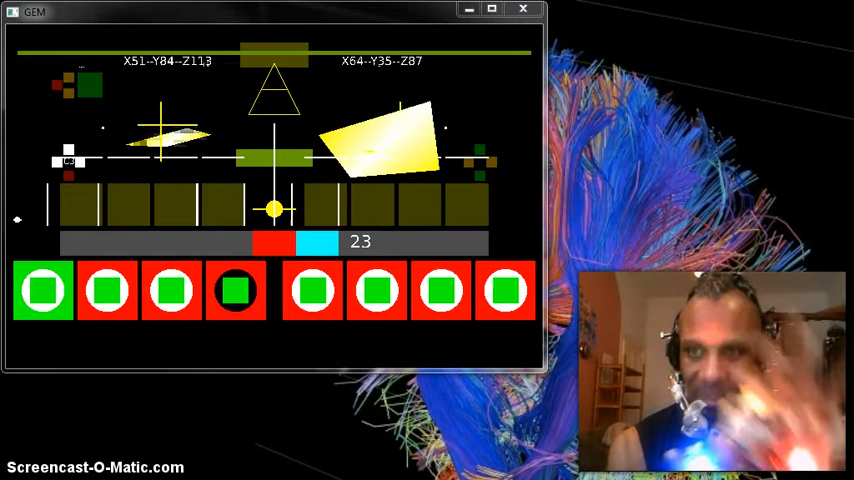 GEM
X51--Y84--Z113
X64--Y35--Z87
23
Screencast-O-Matic.com